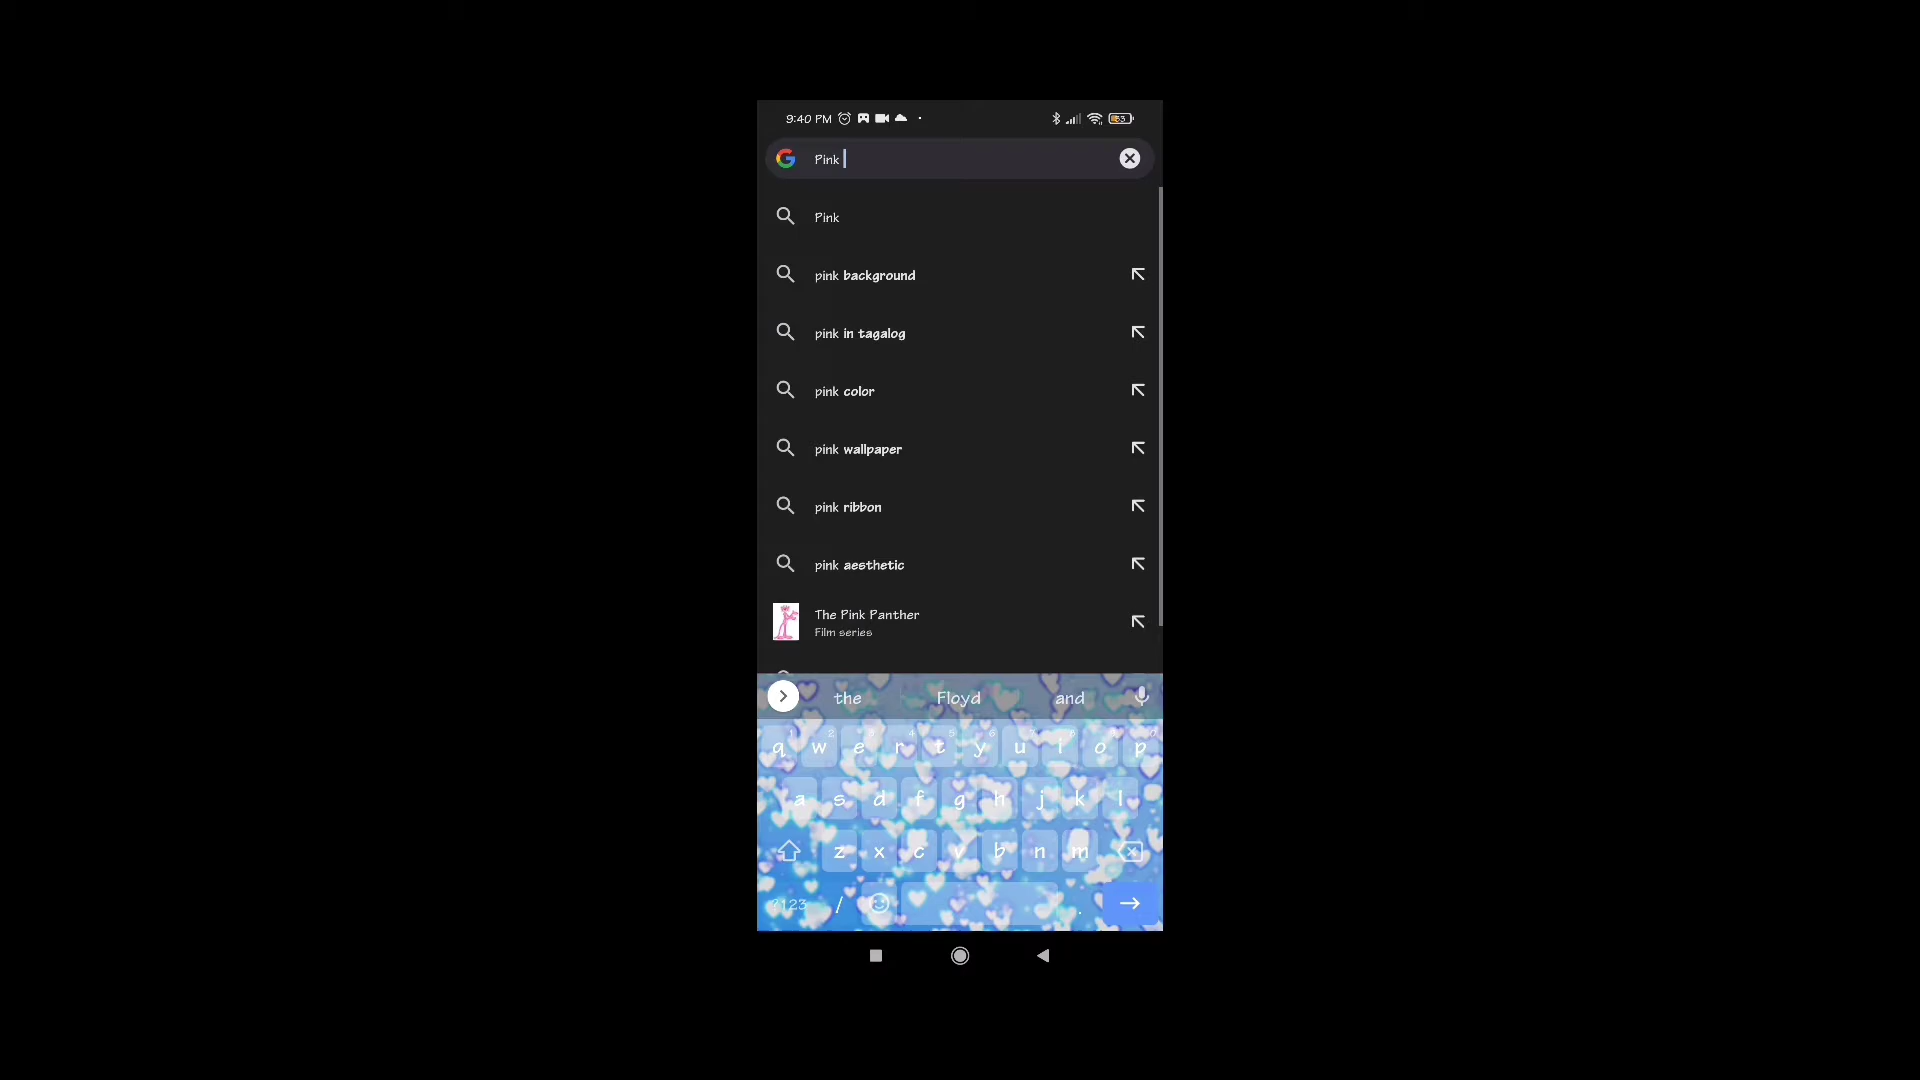 9:40 PM
53
Pink
Pink
pink background
pink in tagalog
pink color
pink wallpaper
pink ribbon
pink aesthetic
The Pink Panther
Film series
the Floyd and
q w e r t y u i o p
a s d f g h j k l
z x c v b n m
?123 / .